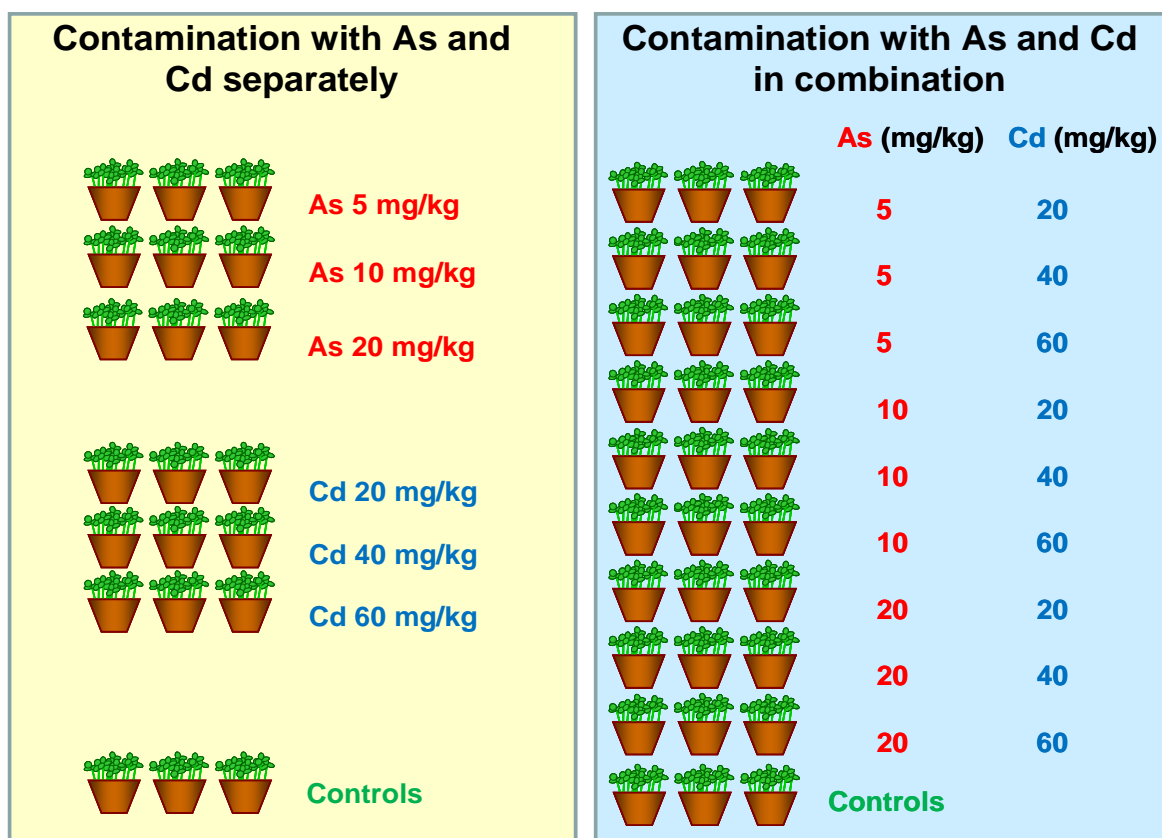 Contamination with As and
Cd separately
As 5 mg/kg
As 10 mg/kg
As 20 mg/kg
Cd 20 mg/kg
Cd 40 mg/kg
Cd 60 mg/kg
Controls
Contamination with As and Cd
in combination
As (mg/kg) Cd (mg/kg)
5 20
5 40
5 60
10 20
10 40
10 60
20 20
20 40
20 60
Controls